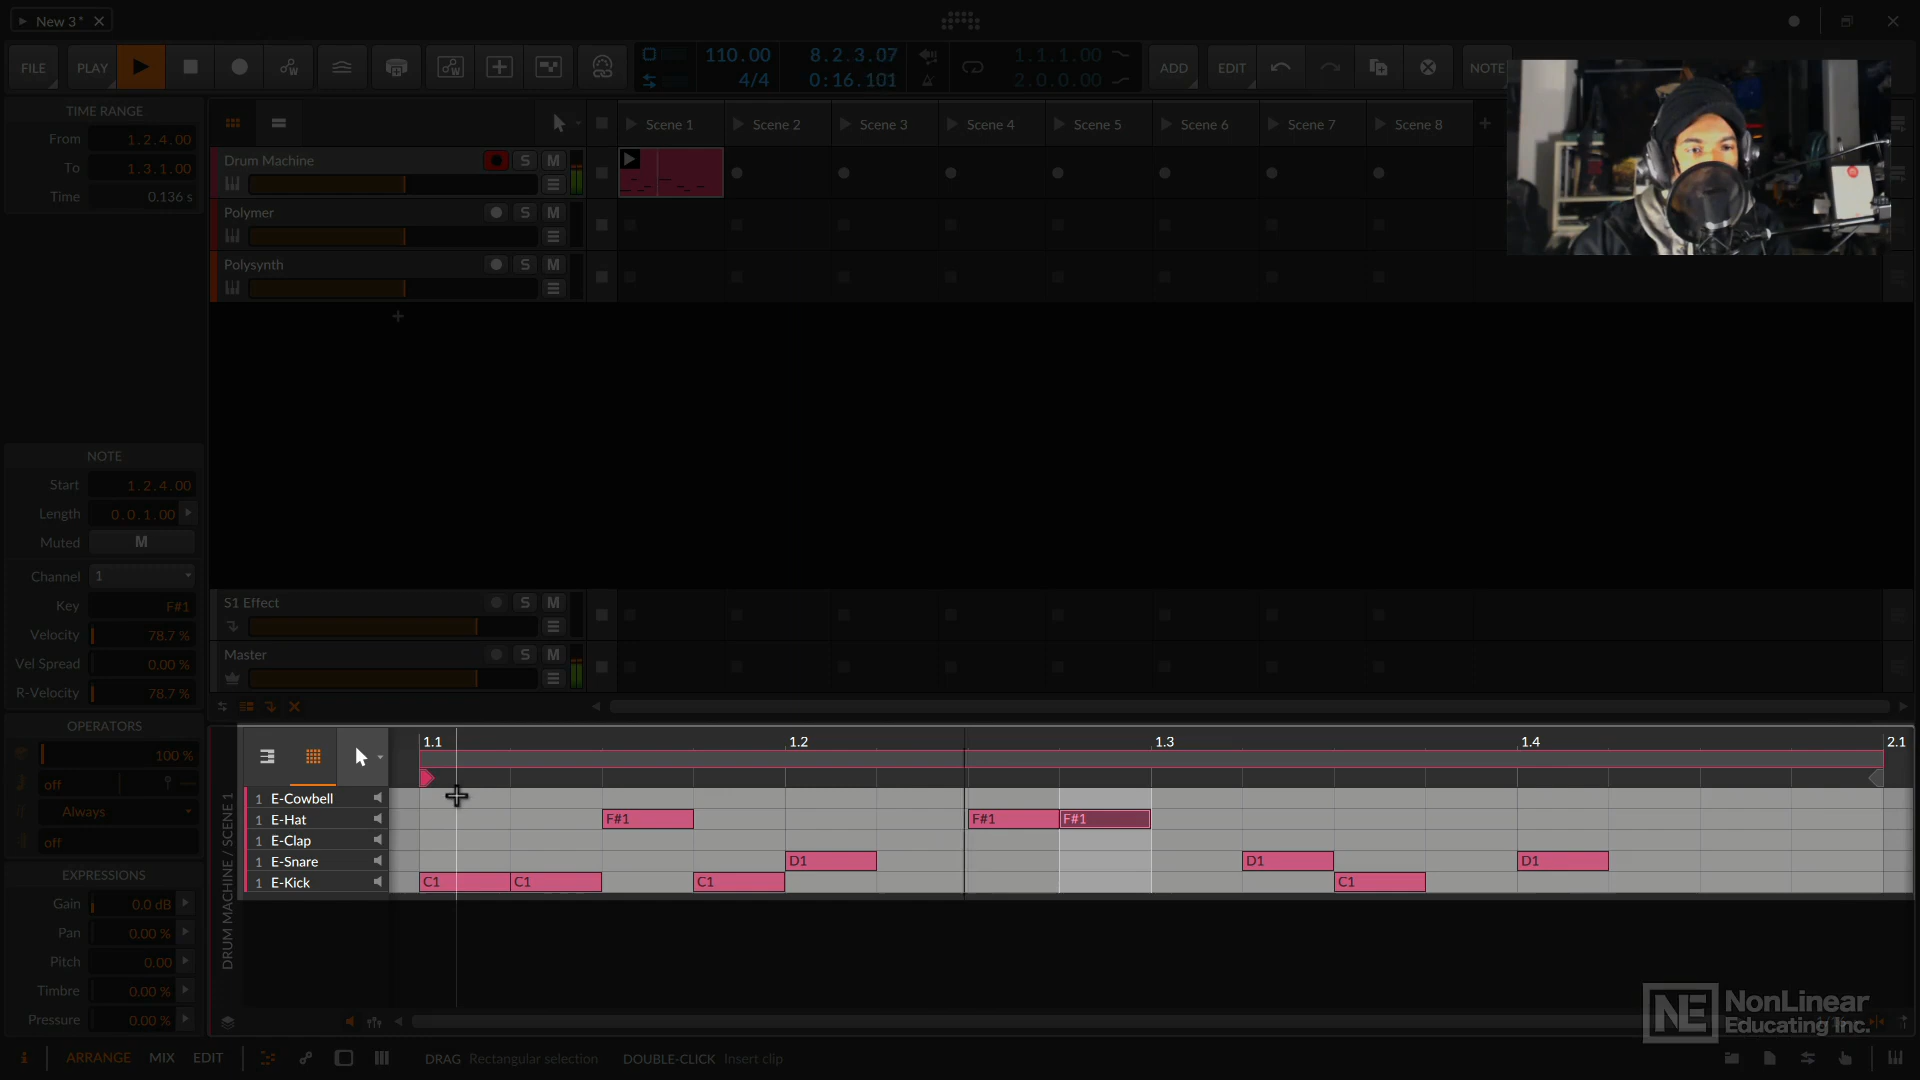 New 3*
FILE
PLAY
110.00
4/4
8.2.3.07
0:16.101
1.1.1.00
2.0.0.00
ADD
EDIT
NOTE
TIME RANGE
From 1.2.4.00
To 1.3.1.00
Time 0.136 s
Scene 1
Scene 2
Scene 3
Scene 4
Scene 5
Scene 6
Scene 7
Scene 8
Drum Machine
S M
Polymer
S M
Polysynth
S M
S1 Effect
S M
Master
S M
NOTE
Start 1.2.4.00
Length 0.0.1.00
Muted M
Channel 1
Key F#1
Velocity 78.7 %
Vel Spread 0.00 %
R-Velocity 78.7 %
OPERATORS
100 %
off
Always
off
EXPRESSIONS
Gain 0.0 dB
Pan 0.00 %
Pitch 0.00
Timbre 0.00 %
Pressure 0.00 %
DRUM MACHINE / SCENE 1
1.1
1.2
1.3
1.4
2.1
1 E-Cowbell
1 E-Hat
F#1
F#1
F#1
1 E-Clap
1 E-Snare
D1
D1
D1
1 E-Kick
C1
C1
C1
C1
NE NonLinear
Educating Inc.
ARRANGE
MIX
EDIT
DRAG Rectangular selection
DOUBLE-CLICK Insert clip